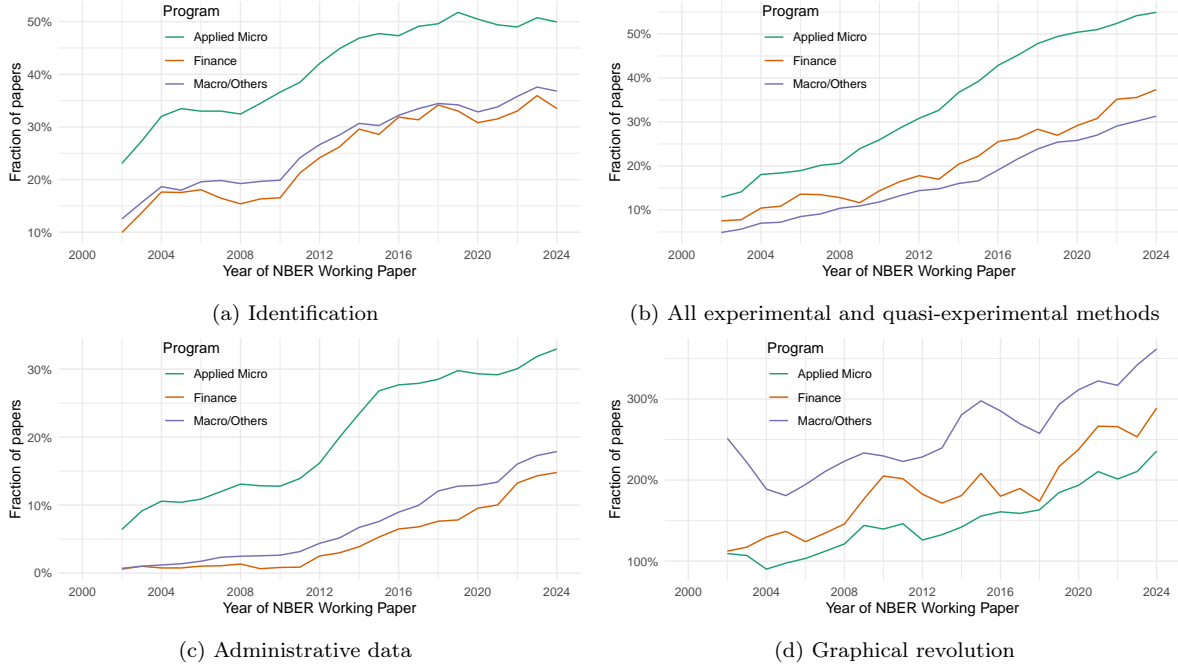 Program
Applied Micro
Finance
Macro/Others
50%
40%
30%
20%
10%
Fraction of papers
2000 2004 2008 2012 2016 2020 2024
Year of NBER Working Paper
(a) Identification
Program
Applied Micro
Finance
Macro/Others
50%
40%
30%
20%
10%
Fraction of papers
2000 2004 2008 2012 2016 2020 2024
Year of NBER Working Paper
(b) All experimental and quasi-experimental methods
Program
Applied Micro
Finance
Macro/Others
30%
20%
10%
0%
Fraction of papers
2000 2004 2008 2012 2016 2020 2024
Year of NBER Working Paper
(c) Administrative data
Program
Applied Micro
Finance
Macro/Others
300%
200%
100%
Fraction of papers
2000 2004 2008 2012 2016 2020 2024
Year of NBER Working Paper
(d) Graphical revolution